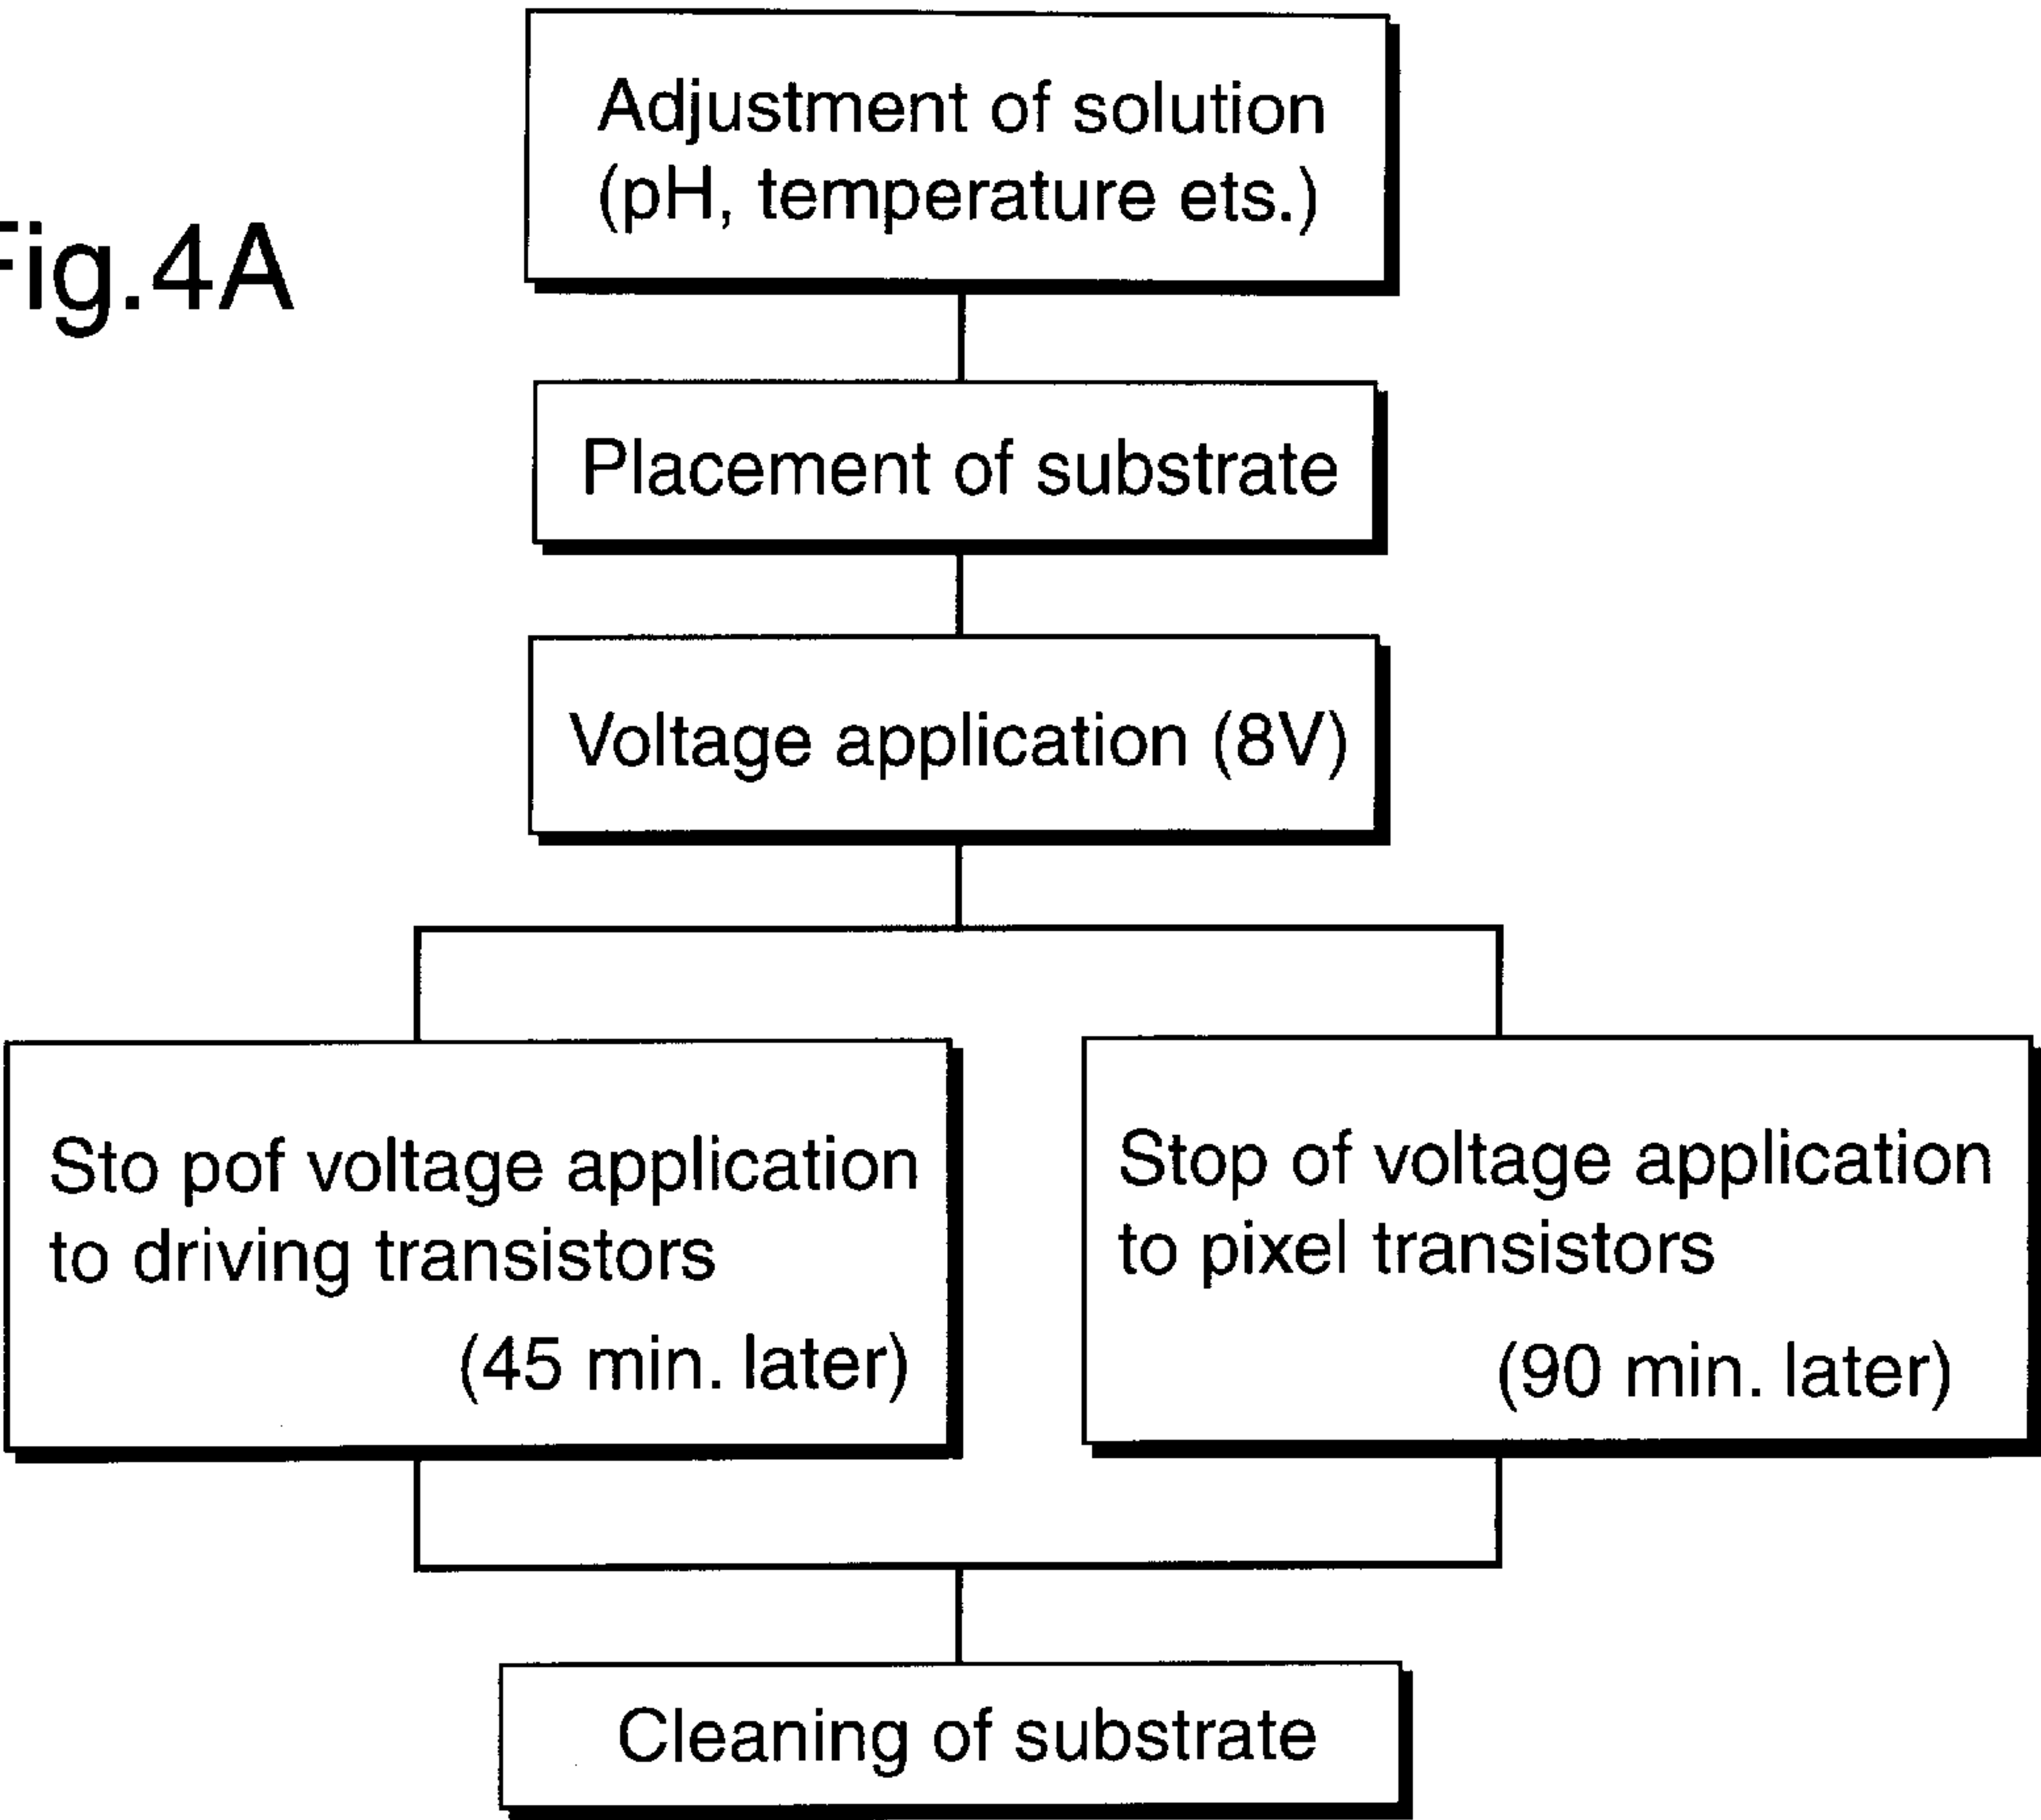 Fig.4A
Adjustment of solution
(pH, temperature ets.)
Placement of substrate
Voltage application (8V)
Sto pof voltage application
to driving transistors
(45 min. later)
Stop of voltage application
to pixel transistors
(90 min. later)
Cleaning of substrate